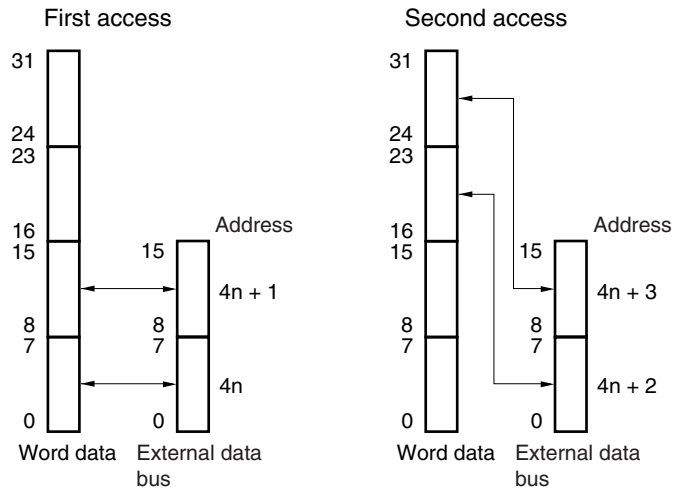 First access
31
24
23
16
15
8
7
0
Address
15
4n + 1
8
7
4n
0
Word data
External data
bus
Second access
31
24
23
16
15
8
7
0
Address
15
4n + 3
8
7
4n + 2
0
Word data
External data
bus